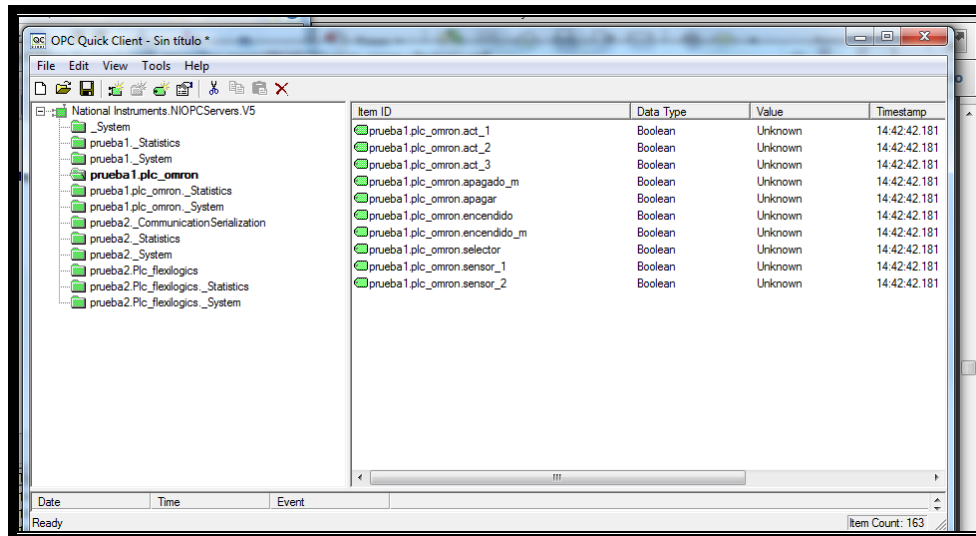 OPC Quick Client - Sin título *
File Edit View Tools Help
National Instruments.NIOPCServers.V5
_System
prueba1._Statistics
prueba1._System
prueba1.plc_omron
prueba1.plc_omron._Statistics
prueba1.plc_omron._System
prueba2._CommunicationSerialization
prueba2._Statistics
prueba2._System
prueba2.Plc_flexilogics
prueba2.Plc_flexilogics._Statistics
prueba2.Plc_flexilogics._System
Item ID Data Type Value Timestamp
prueba1.plc_omron.act_1 Boolean Unknown 14:42:42.181
prueba1.plc_omron.act_2 Boolean Unknown 14:42:42.181
prueba1.plc_omron.act_3 Boolean Unknown 14:42:42.181
prueba1.plc_omron.apagado_m Boolean Unknown 14:42:42.181
prueba1.plc_omron.apagar Boolean Unknown 14:42:42.181
prueba1.plc_omron.encendido Boolean Unknown 14:42:42.181
prueba1.plc_omron.encendido_m Boolean Unknown 14:42:42.181
prueba1.plc_omron.selector Boolean Unknown 14:42:42.181
prueba1.plc_omron.sensor_1 Boolean Unknown 14:42:42.181
prueba1.plc_omron.sensor_2 Boolean Unknown 14:42:42.181
Date Time Event
Ready Item Count: 163